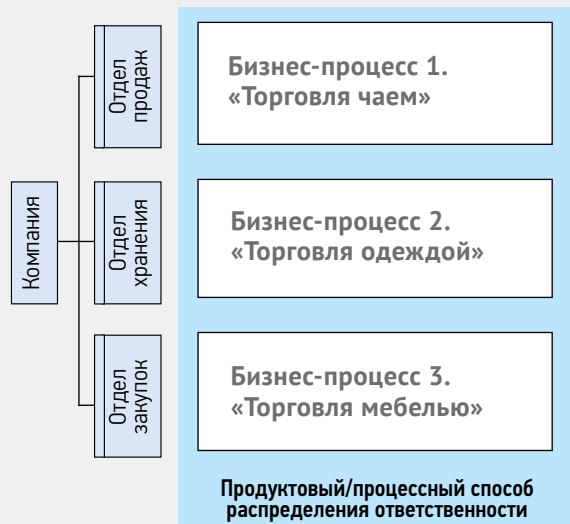 Компания
Отдел
продаж
Отдел
хранения
Отдел
закупок
Бизнес-процесс 1.
«Торговля чаем»
Бизнес-процесс 2.
«Торговля одеждой»
Бизнес-процесс 3.
«Торговля мебелью»
Продуктовый/процессный способ
распределения ответственности